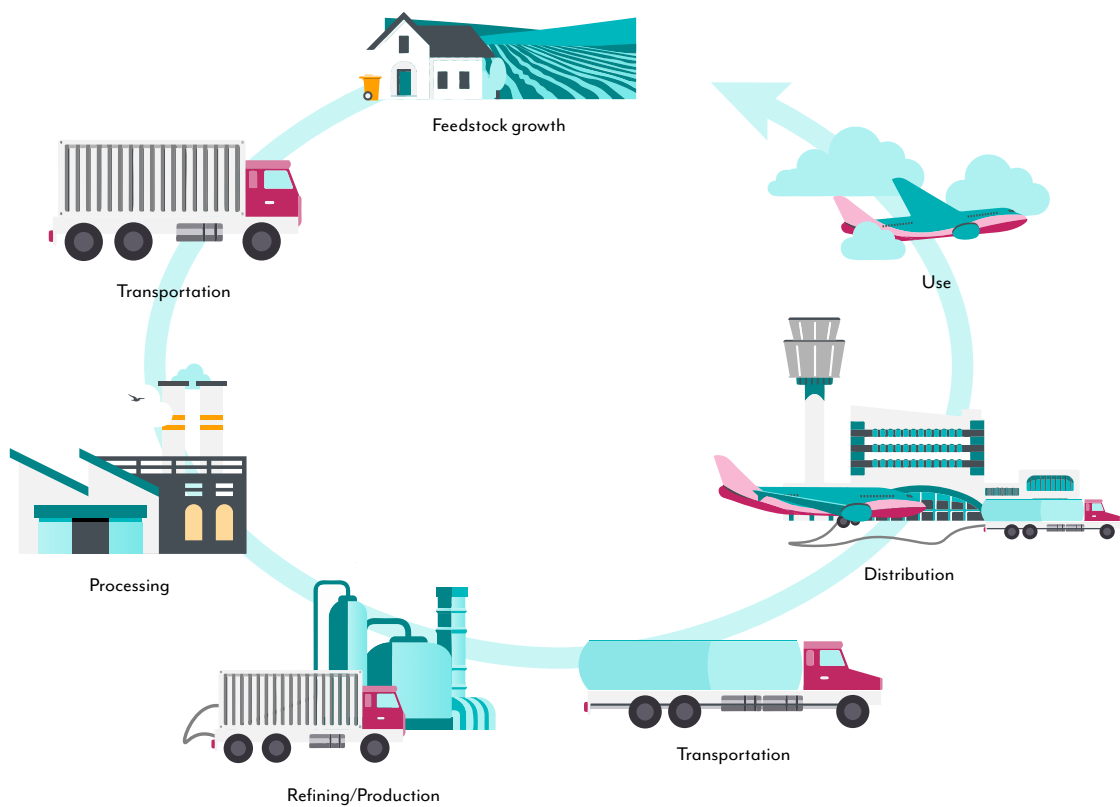 Feedstock growth
Transportation
Processing
Refining/Production
Transportation
Distribution
Use